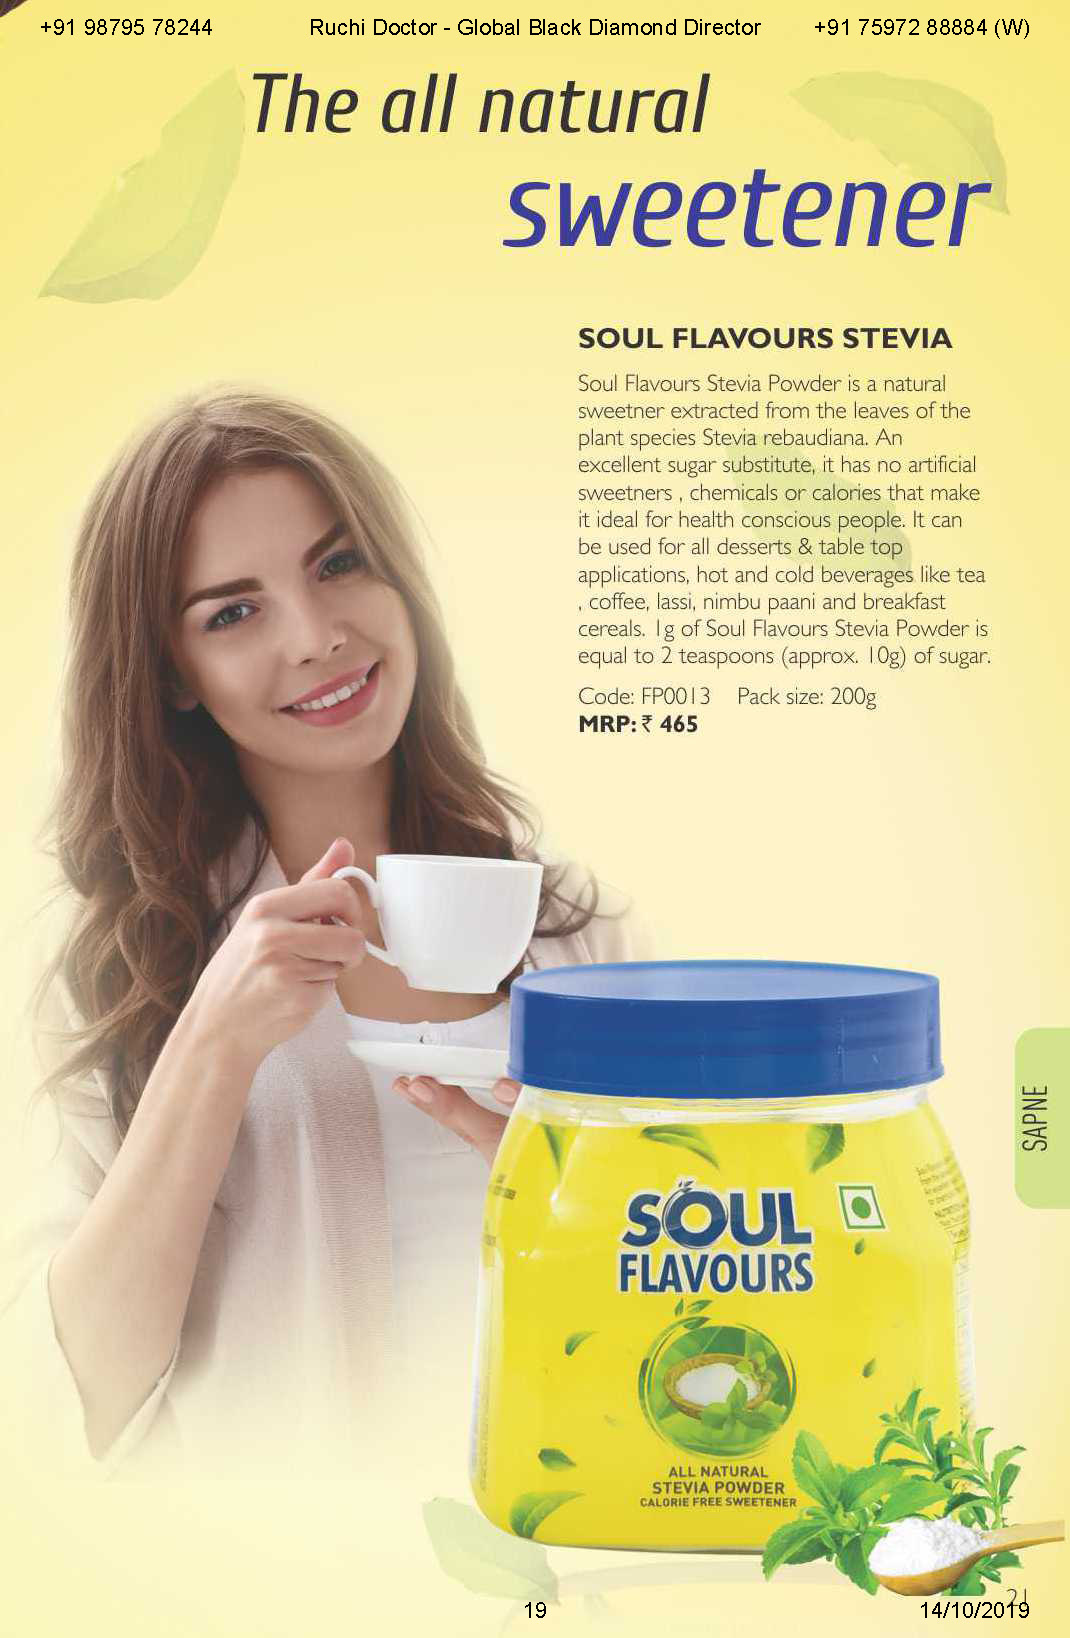 +91 98795 78244 Ruchi Doctor - Global Black Diamond Director +91 75972 88884 (W)
The all natural
sweetener
SOUL FLAVOURS STEVIA
Soul Flavours Stevia Powder is a natural
sweetner extracted from the leaves of the
plant species Stevia rebaudiana. An
excellent sugar substitute, it has no artificial
sweetners , chemicals or calories that make
it ideal for health conscious people. It can
be used for all desserts & table top
applications, hot and cold beverages like tea
, coffee, lassi, nimbu paani and breakfast
cereals. 1g of Soul Flavours Stevia Powder is
equal to 2 teaspoons (approx. 10g) of sugar.
Code: FP0013 Pack size: 200g
MRP: ₹ 465
SAPNE
SOUL
FLAVOURS
ALL NATURAL
STEVIA POWDER
CALORIE FREE SWEETENER
21
19 14/10/2019